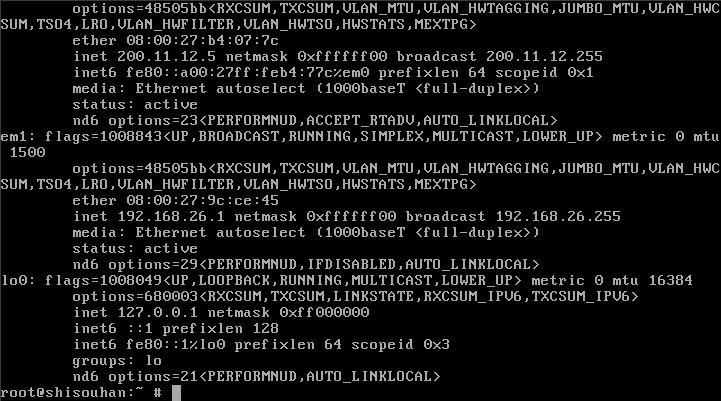 options=48505bb<RXCSUM,TXCSUM,VLAN_MTU,VLAN_HWTAGGING,JUMBO_MTU,VLAN_HWC
SUM,TSO4,LRO,VLAN_HWFILTER,VLAN_HWTSO,HWSTATS,MEXTPG>
ether 08:00:27:b4:07:7c
inet 200.11.12.5 netmask 0xffffff00 broadcast 200.11.12.255
inet6 fe80::a00:27ff:feb4:77c%em0 prefixlen 64 scopeid 0x1
media: Ethernet autoselect (1000baseT <full-duplex>)
status: active
nd6 options=23<PERFORMNUD,ACCEPT_RTADV,AUTO_LINKLOCAL>
em1: flags=1008843<UP,BROADCAST,RUNNING,SIMPLEX,MULTICAST,LOWER_UP> metric 0 mtu
1500
options=48505bb<RXCSUM,TXCSUM,VLAN_MTU,VLAN_HWTAGGING,JUMBO_MTU,VLAN_HWC
SUM,TSO4,LRO,VLAN_HWFILTER,VLAN_HWTSO,HWSTATS,MEXTPG>
ether 08:00:27:9c:ce:45
inet 192.168.26.1 netmask 0xffffff00 broadcast 192.168.26.255
media: Ethernet autoselect (1000baseT <full-duplex>)
status: active
nd6 options=29<PERFORMNUD,IFDISABLED,AUTO_LINKLOCAL>
lo0: flags=1008049<UP,LOOPBACK,RUNNING,MULTICAST,LOWER_UP> metric 0 mtu 16384
options=680003<RXCSUM,TXCSUM,LINKSTATE,RXCSUM_IPV6,TXCSUM_IPV6>
inet 127.0.0.1 netmask 0xff000000
inet6 ::1 prefixlen 128
inet6 fe80::1%lo0 prefixlen 64 scopeid 0x3
groups: lo
nd6 options=21<PERFORMNUD,AUTO_LINKLOCAL>
root@shisouhan:~ #